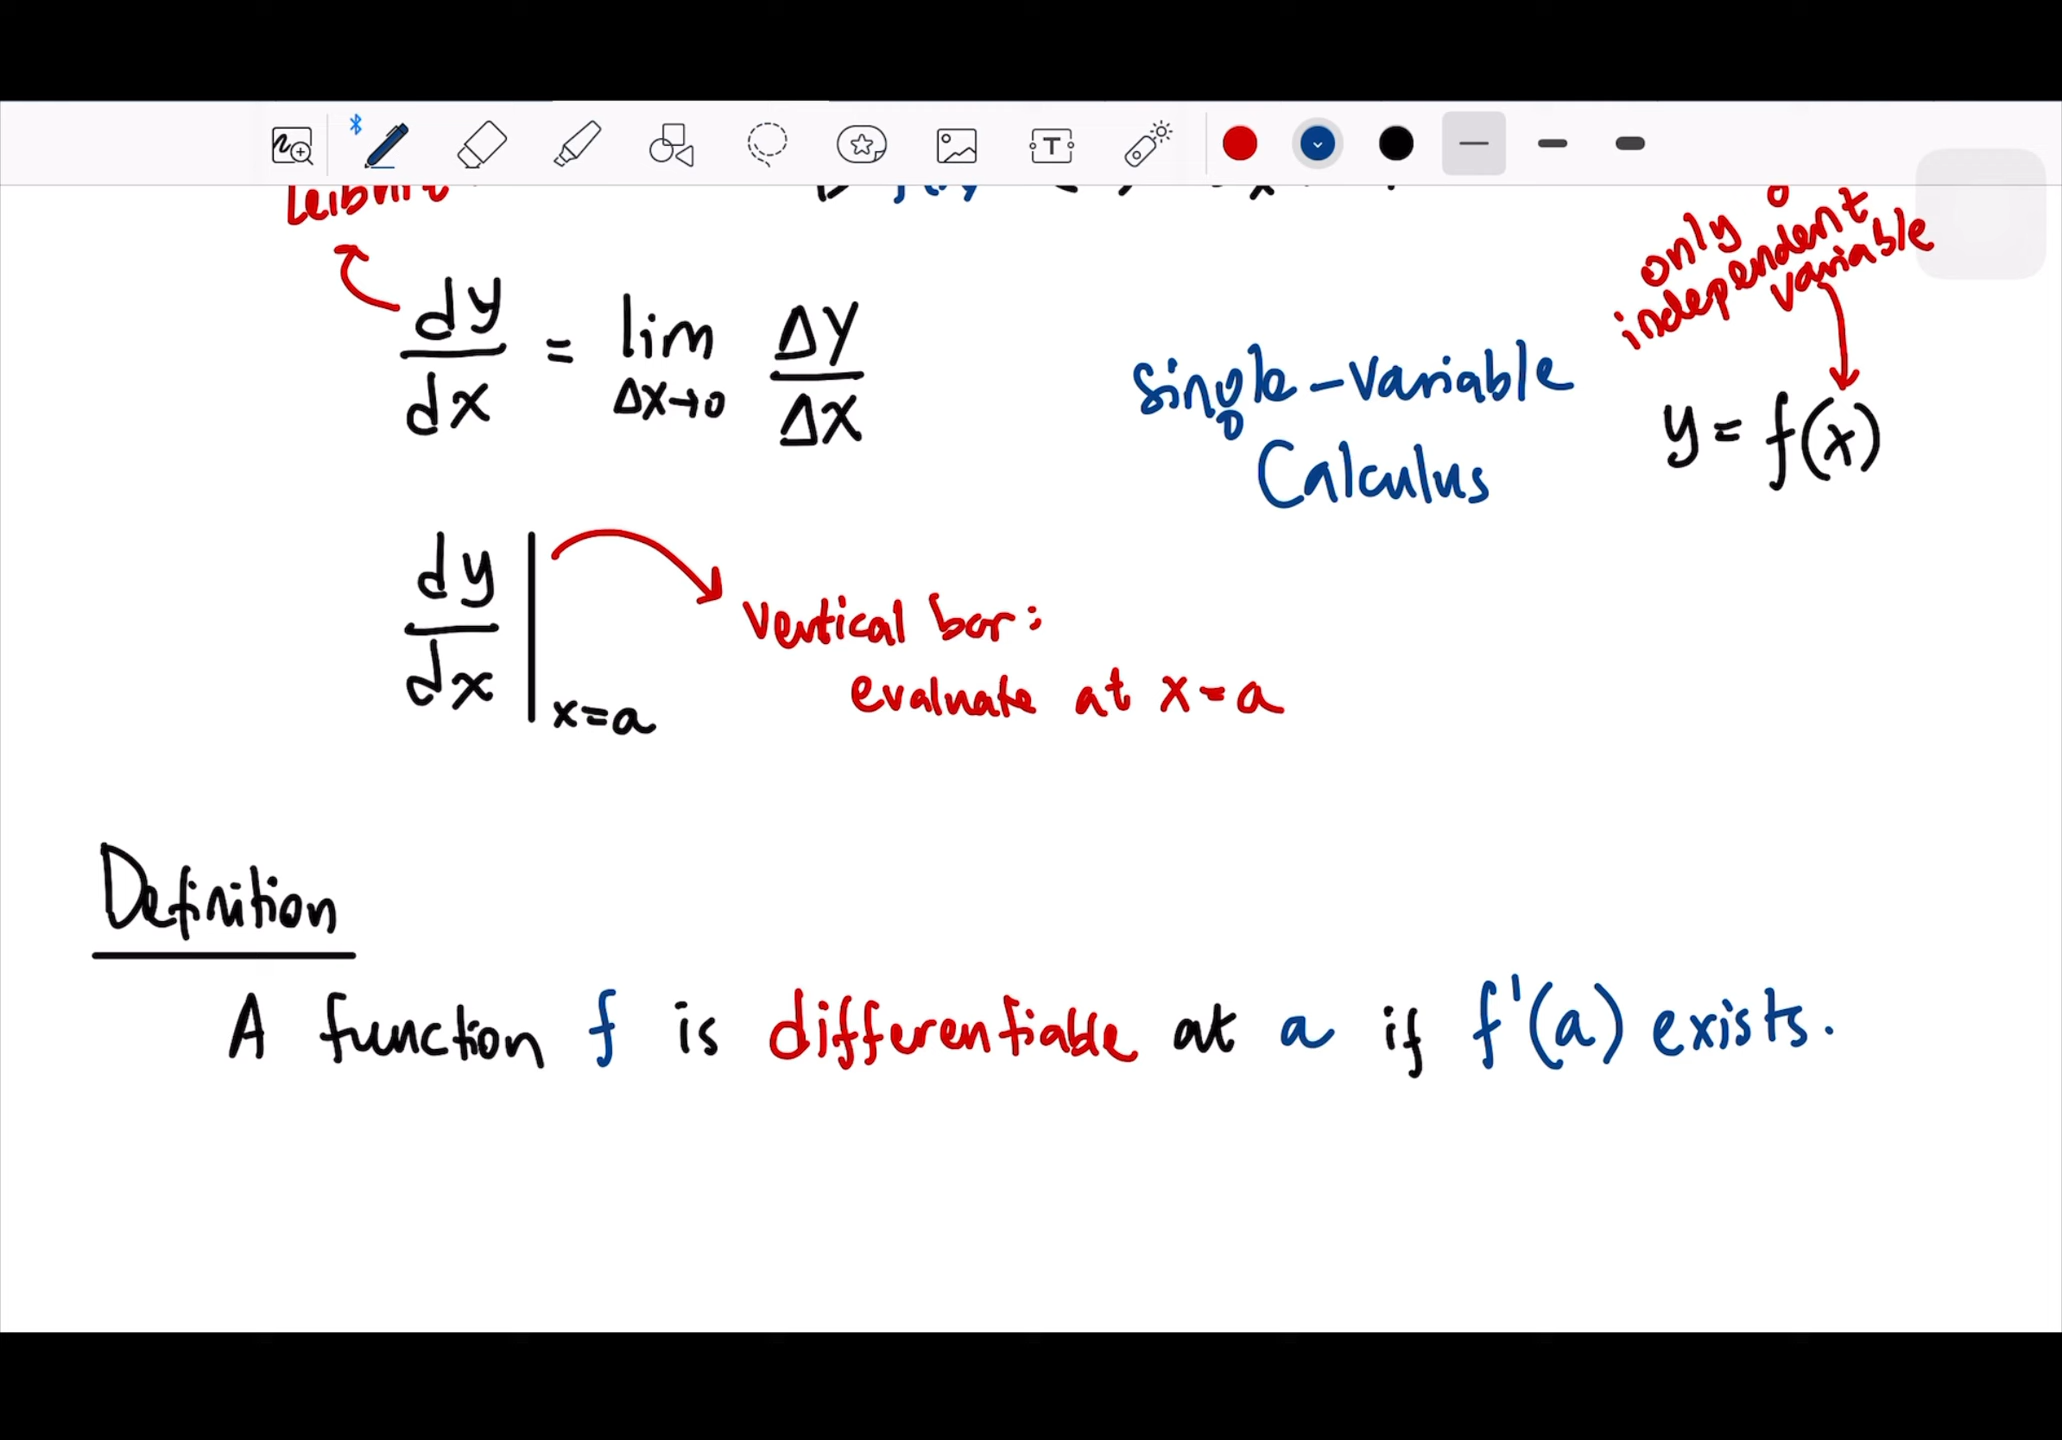 only
independent
variable
dy/dx = lim Δx→0 Δy/Δx
Single-variable
Calculus
y = f(x)
dy/dx |x=a
Vertical bar:
evaluate at x=a
Definition
A function f is differentiable at a if f'(a) exists.